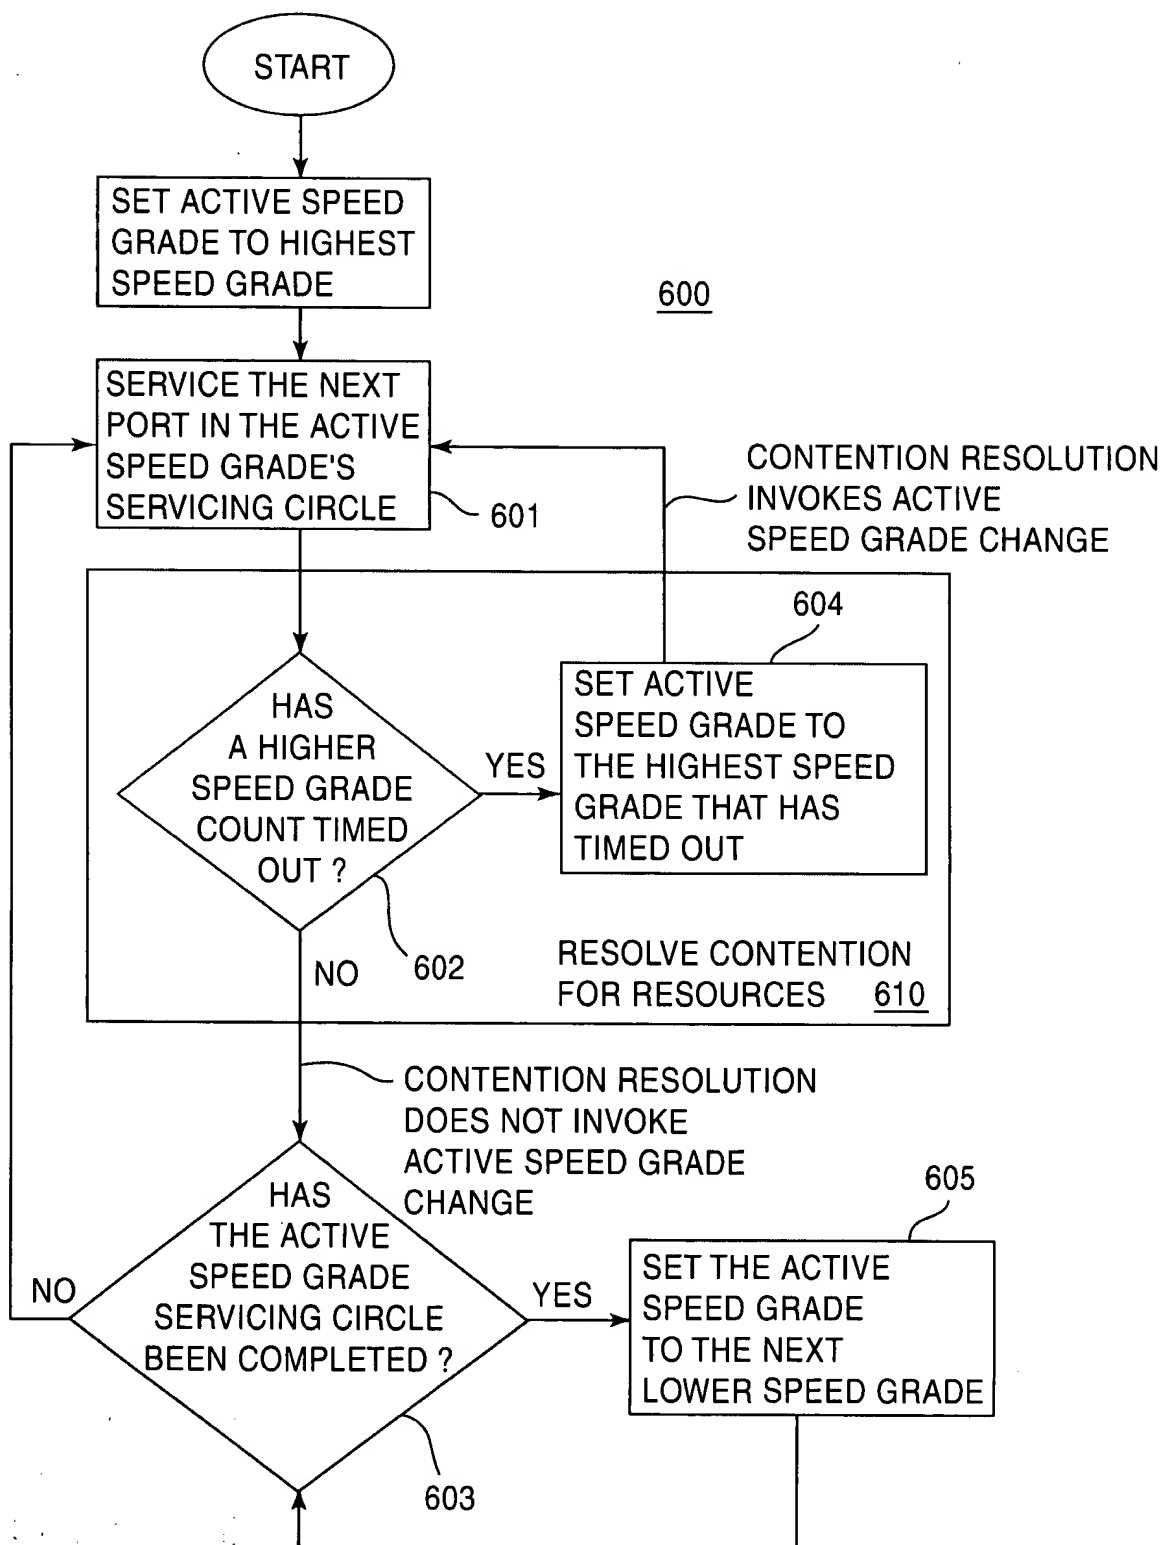 START
SET ACTIVE SPEED
GRADE TO HIGHEST
SPEED GRADE
600
SERVICE THE NEXT
PORT IN THE ACTIVE
SPEED GRADE'S
SERVICING CIRCLE
601
CONTENTION RESOLUTION
INVOKES ACTIVE
SPEED GRADE CHANGE
604
HAS
A HIGHER
SPEED GRADE
COUNT TIMED
OUT ?
YES
SET ACTIVE
SPEED GRADE TO
THE HIGHEST SPEED
GRADE THAT HAS
TIMED OUT
602
NO
RESOLVE CONTENTION
FOR RESOURCES 610
CONTENTION RESOLUTION
DOES NOT INVOKE
ACTIVE SPEED GRADE
CHANGE
605
HAS
THE ACTIVE
SPEED GRADE
SERVICING CIRCLE
BEEN COMPLETED ?
NO
YES
SET THE ACTIVE
SPEED GRADE
TO THE NEXT
LOWER SPEED GRADE
603